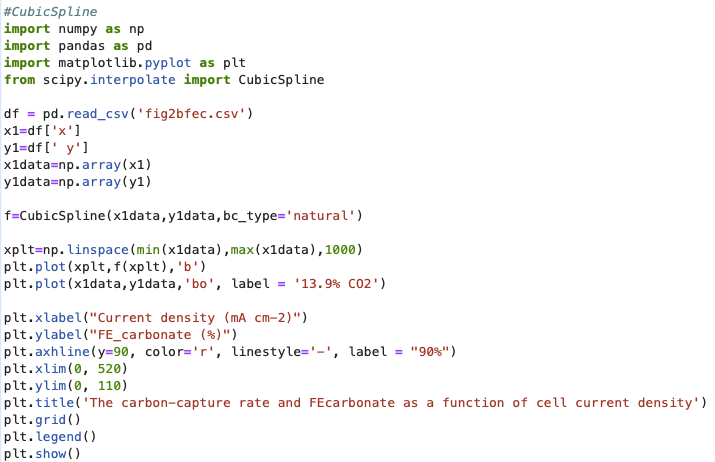 #CubicSpline
import numpy as np
import pandas as pd
import matplotlib.pyplot as plt
from scipy.interpolate import CubicSpline
df = pd.read_csv('fig2bfec.csv')
x1=df['x']
y1=df[' y']
x1data=np.array(x1)
y1data=np.array(y1)
f=CubicSpline(x1data,y1data,bc_type='natural')
xplt=np.linspace(min(x1data),max(x1data),1000)
plt.plot(xplt,f(xplt),'b')
plt.plot(x1data,y1data,'bo', label = '13.9% CO2')
plt.xlabel("Current density (mA cm-2)")
plt.ylabel("FE_carbonate (%)")
plt.axhline(y=90, color='r', linestyle='-', label = "90%")
plt.xlim(0, 520)
plt.ylim(0, 110)
plt.title('The carbon-capture rate and FEcarbonate as a function of cell current density')
plt.grid()
plt.legend()
plt.show()